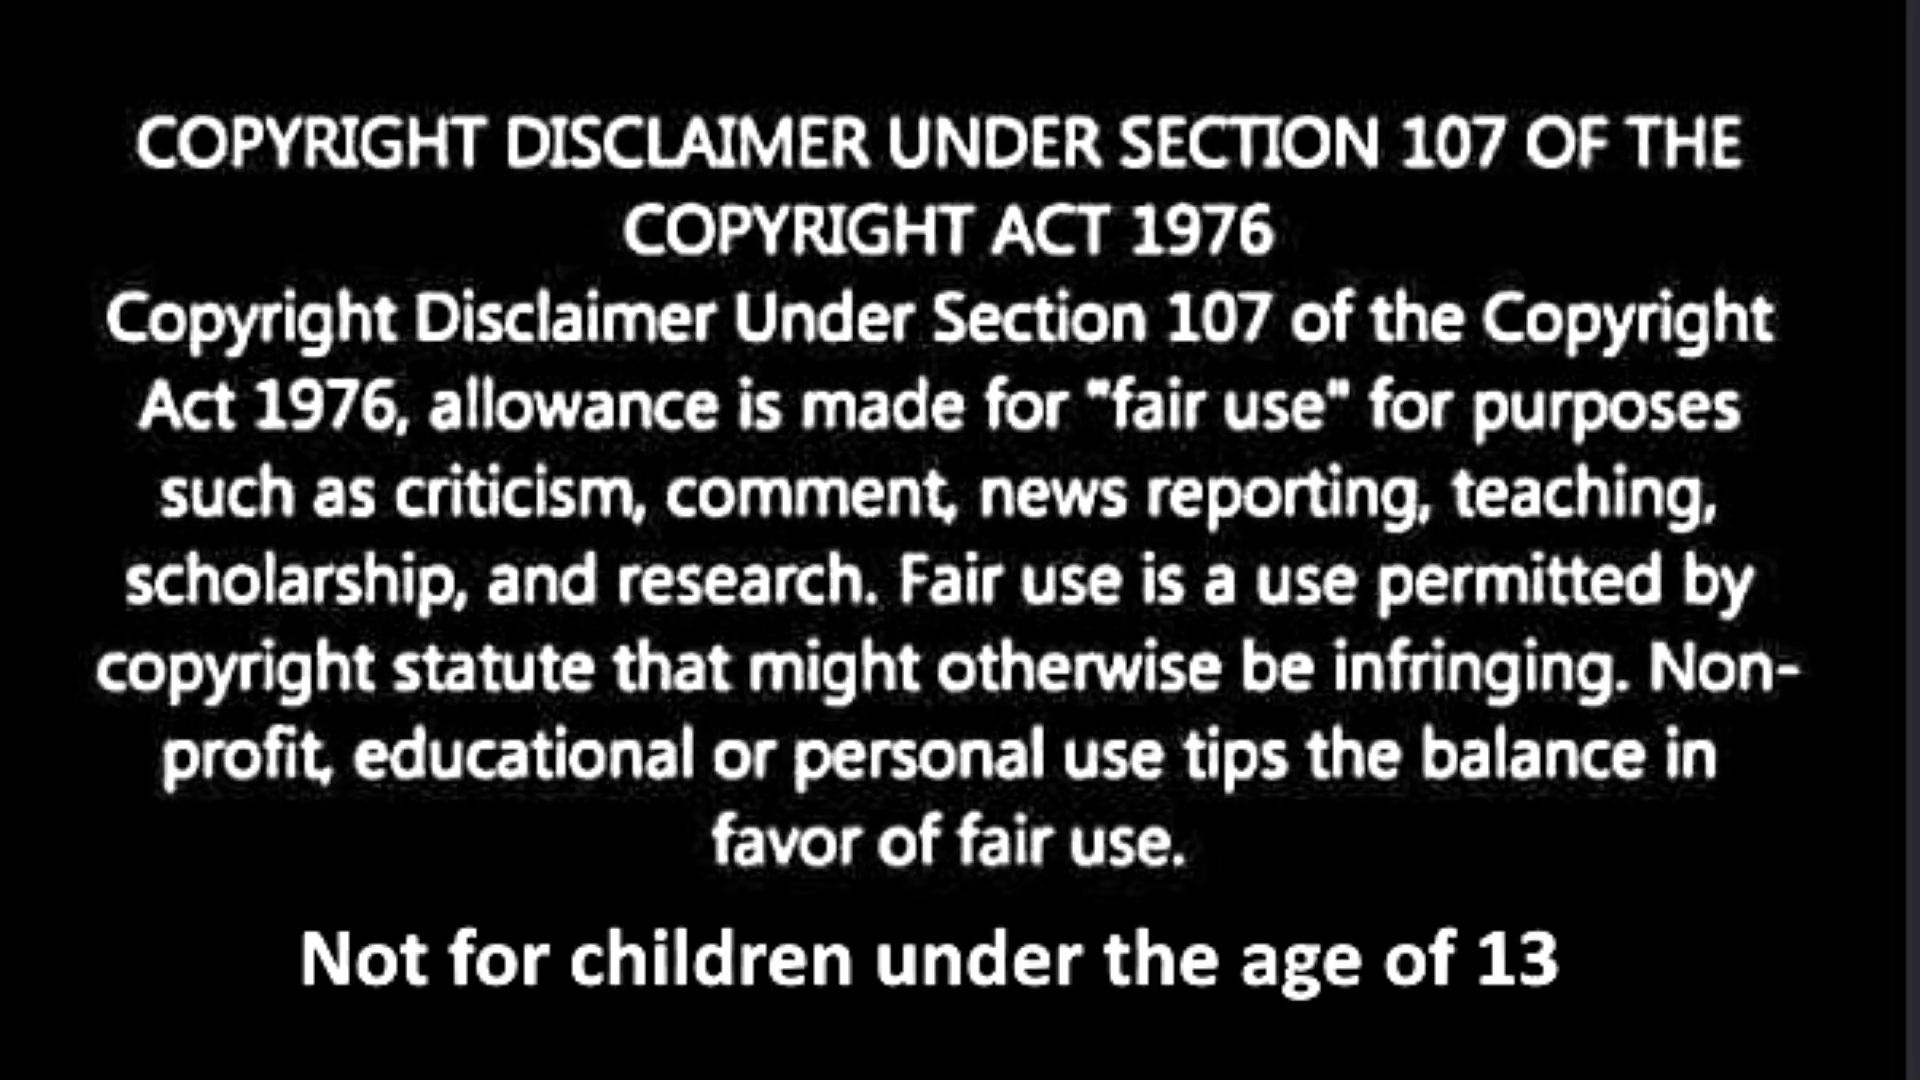 COPYRIGHT DISCLAIMER UNDER SECTION 107 OF THE
COPYRIGHT ACT 1976
Copyright Disclaimer Under Section 107 of the Copyright
Act 1976, allowance is made for "fair use" for purposes
such as criticism, comment, news reporting, teaching,
scholarship, and research. Fair use is a use permitted by
copyright statute that might otherwise be infringing. Non-
profit, educational or personal use tips the balance in
favor of fair use.
Not for children under the age of 13